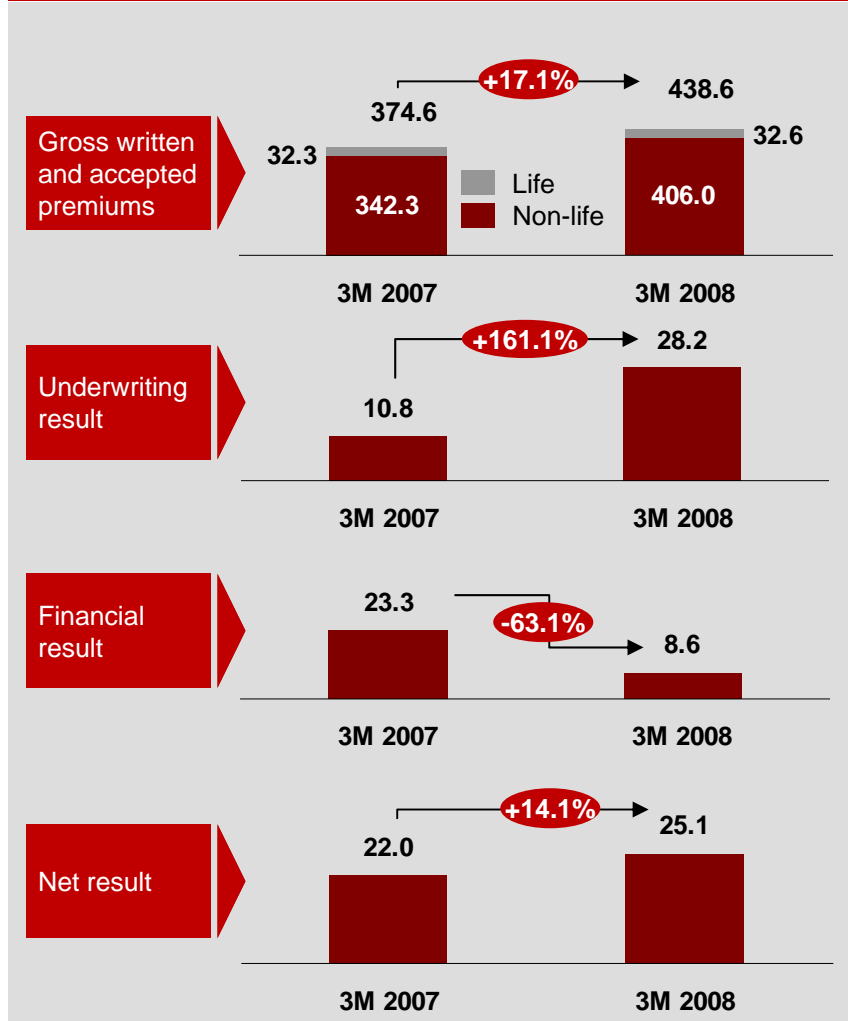 +17.1%
374.6
438.6
Gross written
and accepted
premiums
32.3
32.6
Life
Non-life
342.3
406.0
3M 2007
3M 2008
+161.1%
28.2
Underwriting
result
10.8
3M 2007
3M 2008
Financial
result
23.3
-63.1%
8.6
3M 2007
3M 2008
+14.1%
25.1
22.0
Net result
3M 2007
3M 2008